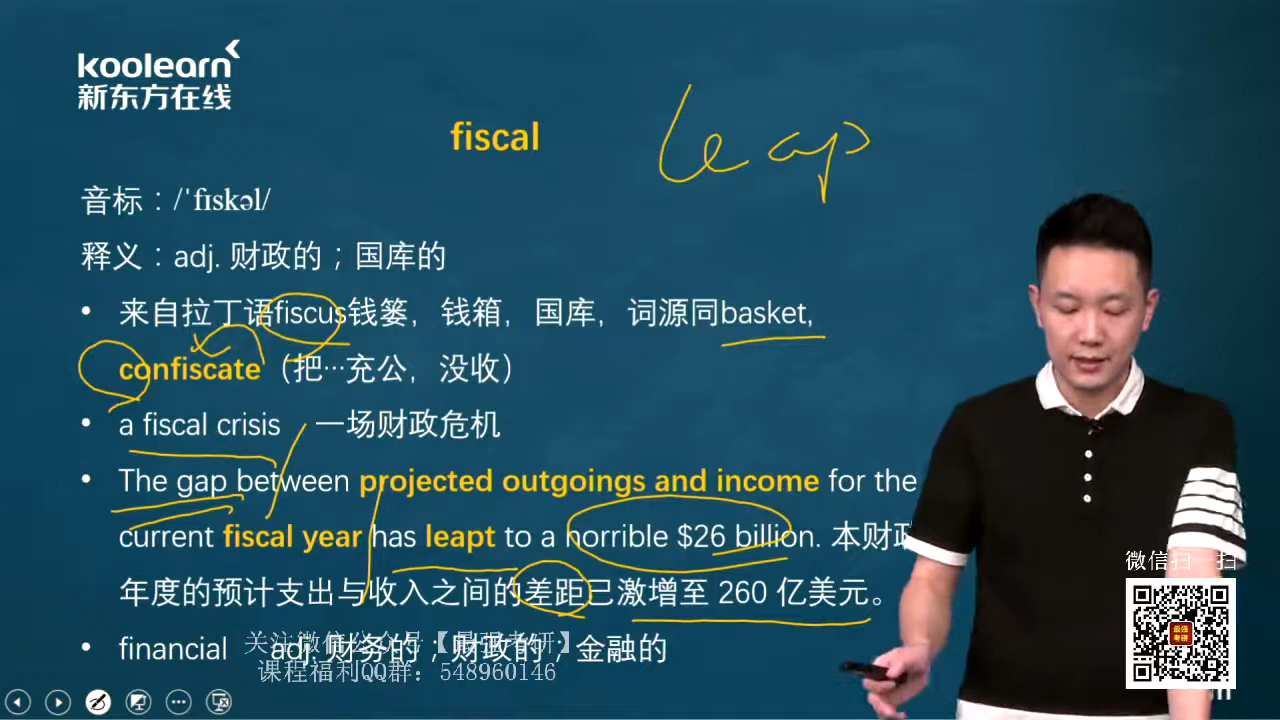 koolearn
新东方在线
fiscal
leap
音标：/ˈfɪskəl/
释义：adj. 财政的；国库的
• 来自拉丁语fiscus钱篓，钱箱，国库，词源同basket,
confiscate（把···充公，没收）
• a fiscal crisis 一场财政危机
• The gap between projected outgoings and income for the
current fiscal year has leapt to a horrible $26 billion. 本财政
年度的预计支出与收入之间的差距已激增至 260 亿美元。
• financial adj. 财务的；财政的；金融的
关注微信公众号【最强考研】
课程福利QQ群：548960146
微信扫一扫
最强
考研